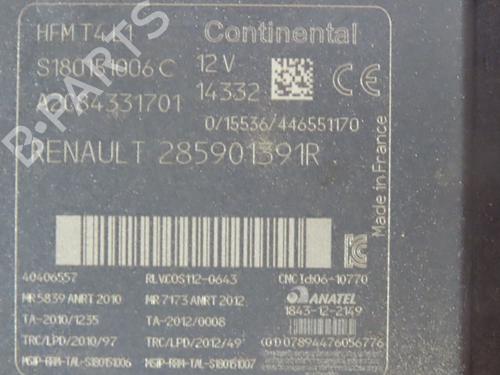 HFM T4.1 Continental
S180151006 C 12 V
14332
A2C84331701
0/15536/446551170
RENAULT 285901391R
Made in France
CE
40406557 RLVCOS112-0643 CNC Id:06-10770
MR 5839 ANRT 2010 MR 7173 ANRT 2012 ANATEL
TA-2010/1235 TA-2012/0008 1843-12-2149
TRC/LPD/2010/97 TRC/LPD/2012/49 (01)07894476056776
MSIP-RRM-TAL-S180151006 MSIP-RRM-TAL-S180151007
B-PARTS